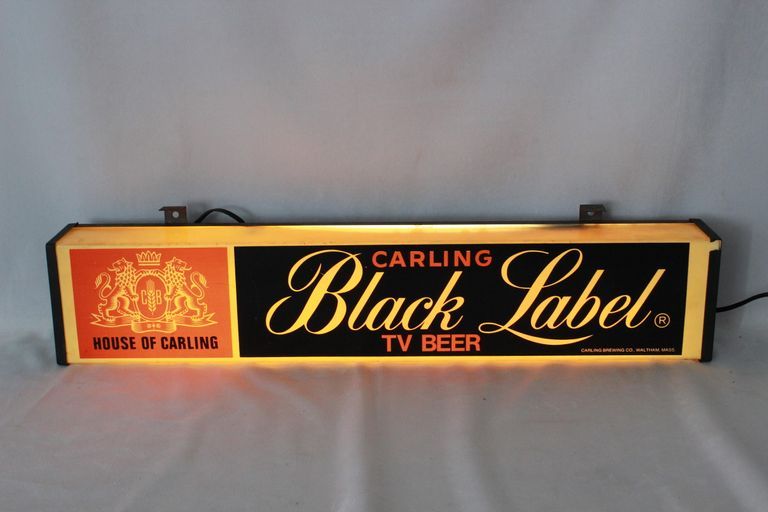 C B
HOUSE OF CARLING
CARLING
Black Label ®
TV BEER
CARLING BREWING CO., WALTHAM, MASS.